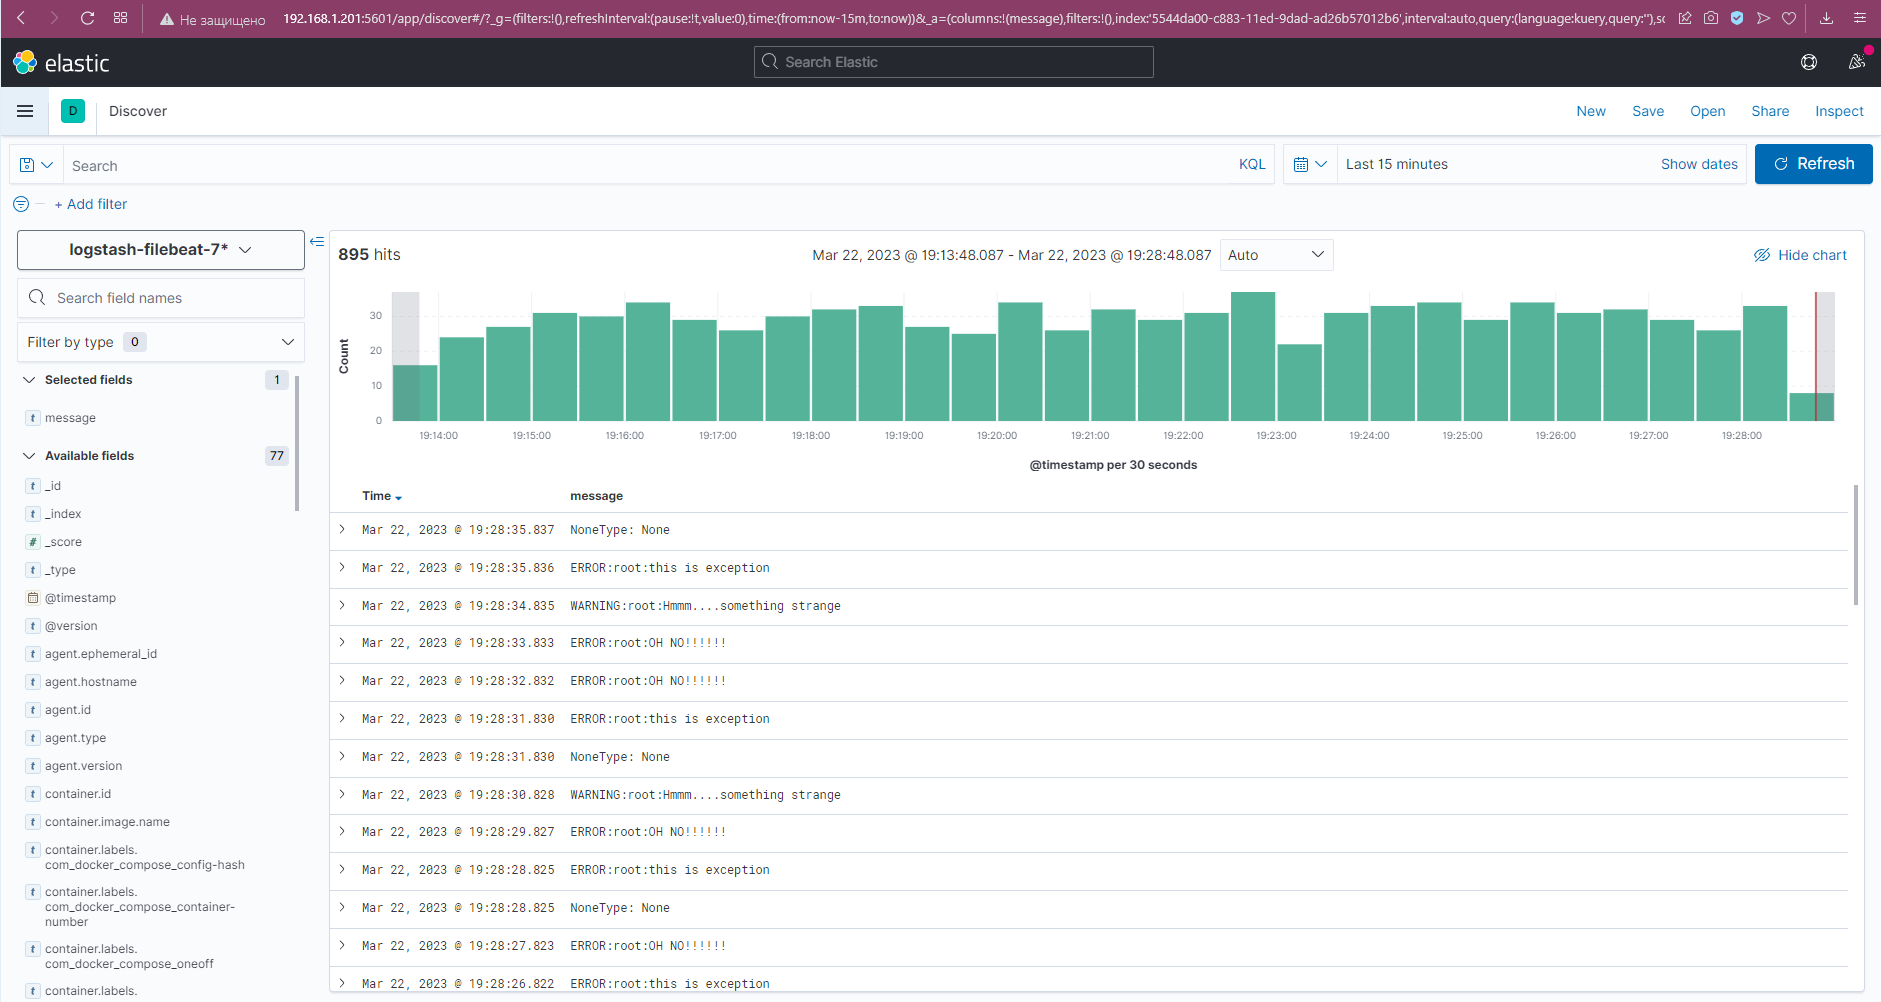 Не защищено
192.168.1.201:5601/app/discover#/?_g=(filters:!(),refreshInterval:(pause:!t,value:0),time:(from:now-15m,to:now))&_a=(columns:!(message),filters:!(),index:'5544da00-c883-11ed-9dad-ad26b57012b6',interval:auto,query:(language:kuery,query:''),sc
elastic
Search Elastic
D
Discover
New
Save
Open
Share
Inspect
Search
KQL
Last 15 minutes
Show dates
Refresh
+ Add filter
logstash-filebeat-7*
895 hits
Mar 22, 2023 @ 19:13:48.087 - Mar 22, 2023 @ 19:28:48.087
Auto
Hide chart
Search field names
Filter by type 0
Selected fields 1
t message
Available fields 77
t _id
t _index
# _score
t _type
@timestamp
t @version
t agent.ephemeral_id
t agent.hostname
t agent.id
t agent.type
t agent.version
t container.id
t container.image.name
t container.labels.
com_docker_compose_config-hash
t container.labels.
com_docker_compose_container-
number
t container.labels.
com_docker_compose_oneoff
t container.labels.
Count
30
20
10
0
19:14:00 19:15:00 19:16:00 19:17:00 19:18:00 19:19:00 19:20:00 19:21:00 19:22:00 19:23:00 19:24:00 19:25:00 19:26:00 19:27:00 19:28:00
@timestamp per 30 seconds
Time message
Mar 22, 2023 @ 19:28:35.837 NoneType: None
Mar 22, 2023 @ 19:28:35.836 ERROR:root:this is exception
Mar 22, 2023 @ 19:28:34.835 WARNING:root:Hmmm....something strange
Mar 22, 2023 @ 19:28:33.833 ERROR:root:OH NO!!!!!!
Mar 22, 2023 @ 19:28:32.832 ERROR:root:OH NO!!!!!!
Mar 22, 2023 @ 19:28:31.830 ERROR:root:this is exception
Mar 22, 2023 @ 19:28:31.830 NoneType: None
Mar 22, 2023 @ 19:28:30.828 WARNING:root:Hmmm....something strange
Mar 22, 2023 @ 19:28:29.827 ERROR:root:OH NO!!!!!!
Mar 22, 2023 @ 19:28:28.825 ERROR:root:this is exception
Mar 22, 2023 @ 19:28:28.825 NoneType: None
Mar 22, 2023 @ 19:28:27.823 ERROR:root:OH NO!!!!!!
Mar 22, 2023 @ 19:28:26.822 ERROR:root:this is exception